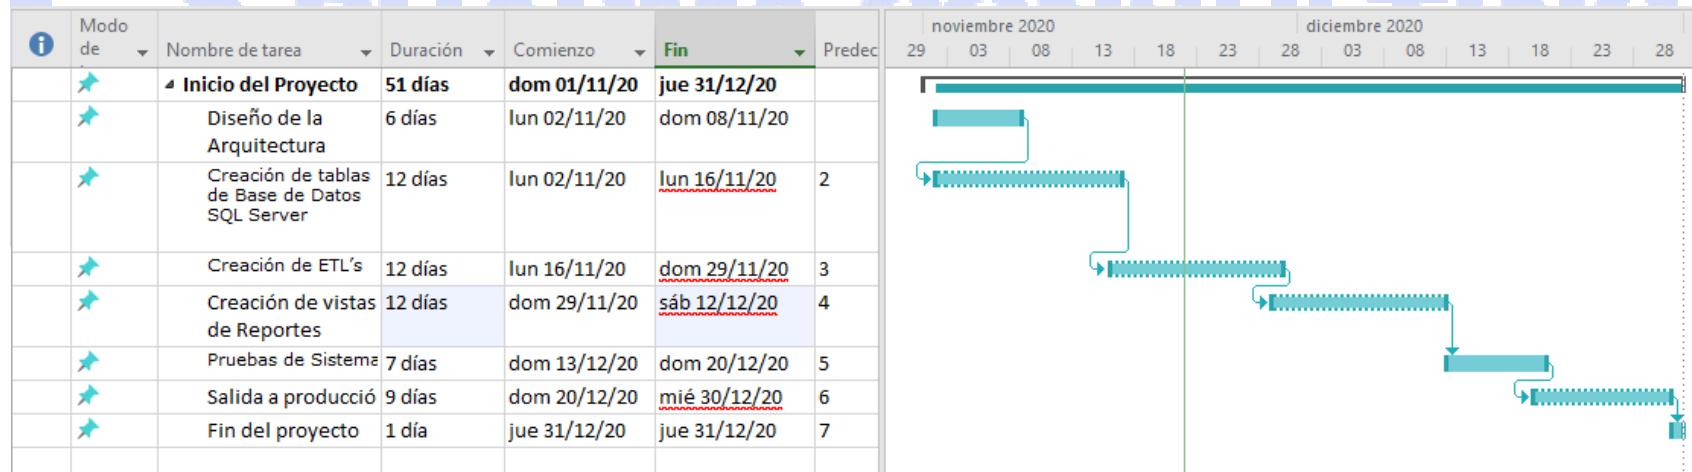 Modo
de
Nombre de tarea
Duración
Comienzo
Fin
Predec
noviembre 2020
diciembre 2020
29 03 08 13 18 23 28 03 08 13 18 23 28
Inicio del Proyecto 51 días dom 01/11/20 jue 31/12/20
Diseño de la 6 días lun 02/11/20 dom 08/11/20
Arquitectura
Creación de tablas 12 días lun 02/11/20 lun 16/11/20 2
de Base de Datos
SQL Server
Creación de ETL's 12 días lun 16/11/20 dom 29/11/20 3
Creación de vistas 12 días dom 29/11/20 sáb 12/12/20 4
de Reportes
Pruebas de Sistema 7 días dom 13/12/20 dom 20/12/20 5
Salida a producció 9 días dom 20/12/20 mié 30/12/20 6
Fin del proyecto 1 día jue 31/12/20 jue 31/12/20 7